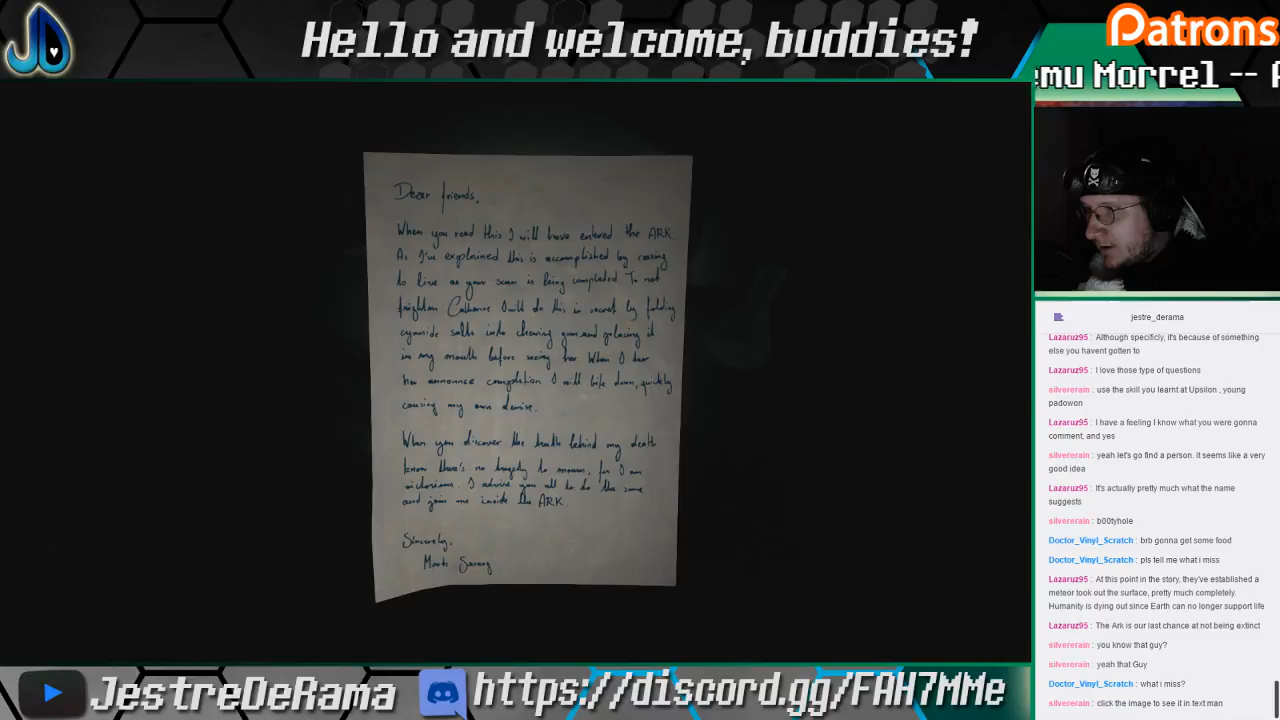 Hello and welcome, buddies!
Patrons
emu Morrel --
Dear friends,
When you read this I will have entered the ARK.
As I've explained this is accomplished by ceasing
to live as your scan is being completed. To not
frighten Catherine I will do this in secret by folding
cyanide salts into chewing gum and placing it
in my mouth before seeing her. When I hear
her announce completion I will bite down, quickly
causing my own demise.
When you discover the truth behind my death
know there's no tragedy to mourn, for I am
victorious. I advise you all to do the same
and join me inside the ARK.
Sincerely,
Mark Sarang
jestre_derama
Lazaruz95 : Although specificly, it's because of something
else you havent gotten to
Lazaruz95 : I love those type of questions
silvererain : use the skill you learnt at Upsilon , young
padowon
Lazaruz95 : I have a feeling I know what you were gonna
comment, and yes
silvererain : yeah let's go find a person. it seems like a very
good idea
Lazaruz95 : It's actually pretty much what the name
suggests
silvererain : b00tyhole
Doctor_Vinyl_Scratch : brb gonna get some food
Doctor_Vinyl_Scratch : pls tell me what i miss
Lazaruz95 : At this point in the story, they've established a
meteor took out the surface, pretty much completely.
Humanity is dying out since Earth can no longer support life
Lazaruz95 : The Ark is our last chance at not being extinct
silvererain : you know that guy?
silvererain : yeah that Guy
Doctor_Vinyl_Scratch : what i miss?
silvererain : click the image to see it in text man
JestreDeRama
https://discord.gg/FAH7MMe